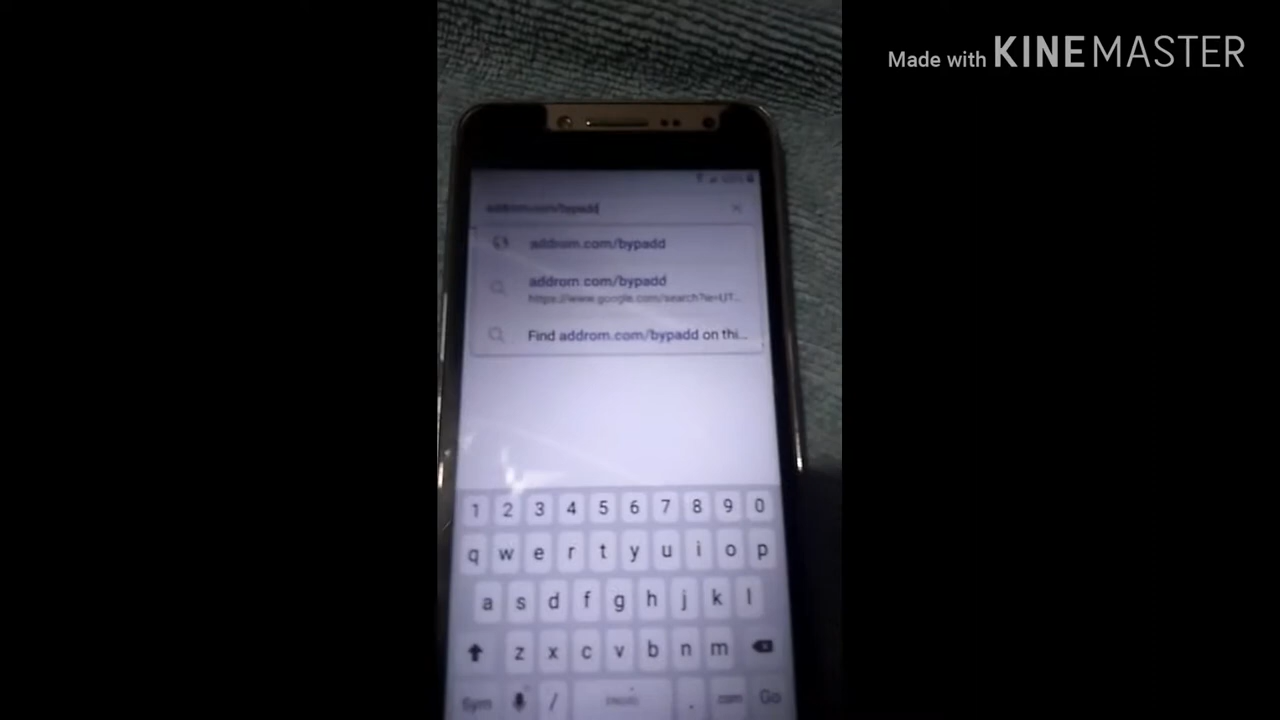 Made with KINEMASTER
addrom.com/bypadd
addrom.com/bypadd
addrom.com/bypadd
https://www.google.com/search?ie=UT...
Find addrom.com/bypadd on thi...
1 2 3 4 5 6 7 8 9 0
q w e r t y u i o p
a s d f g h j k l
z x c v b n m
Sym / . com Go